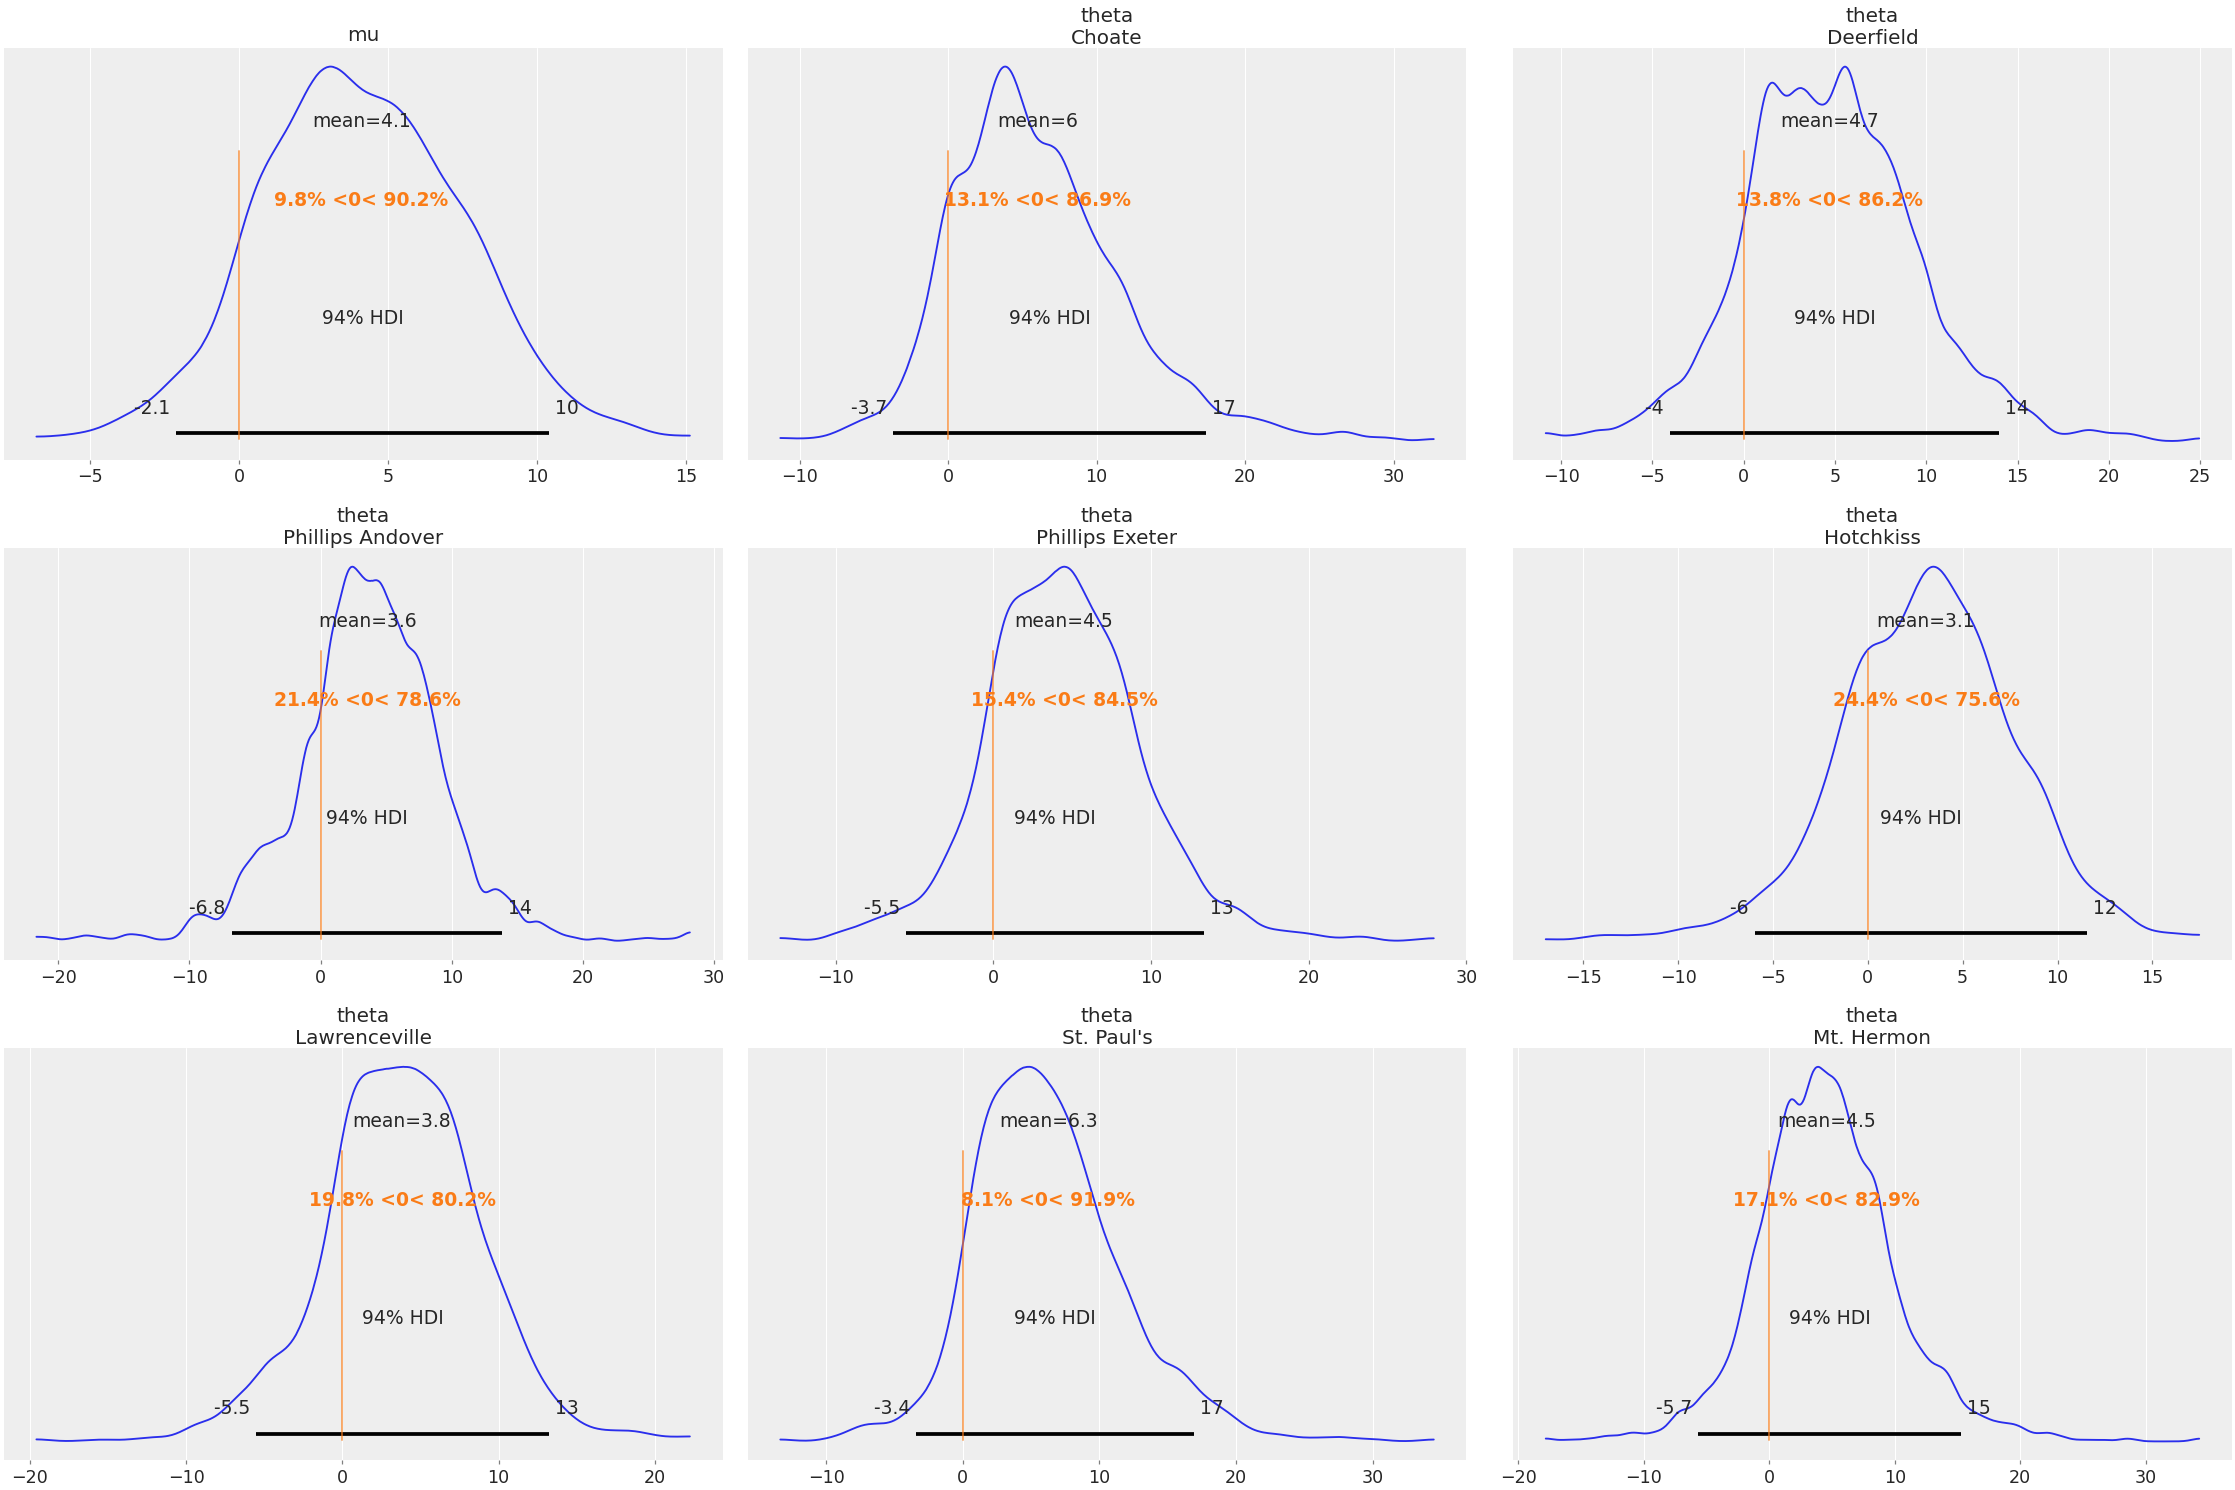 mu
mean=4.1
9.8% <0< 90.2%
94% HDI
-2.1 10
−5 0 5 10 15
theta
Choate
mean=6
13.1% <0< 86.9%
94% HDI
-3.7 17
−10 0 10 20 30
theta
Deerfield
mean=4.7
13.8% <0< 86.2%
94% HDI
-4 14
−10 −5 0 5 10 15 20 25
theta
Phillips Andover
mean=3.6
21.4% <0< 78.6%
94% HDI
-6.8 14
−20 −10 0 10 20 30
theta
Phillips Exeter
mean=4.5
15.4% <0< 84.5%
94% HDI
-5.5 13
−10 0 10 20 30
theta
Hotchkiss
mean=3.1
24.4% <0< 75.6%
94% HDI
-6 12
−15 −10 −5 0 5 10 15
theta
Lawrenceville
mean=3.8
19.8% <0< 80.2%
94% HDI
-5.5 13
−20 −10 0 10 20
theta
St. Paul's
mean=6.3
8.1% <0< 91.9%
94% HDI
-3.4 17
−10 0 10 20 30
theta
Mt. Hermon
mean=4.5
17.1% <0< 82.9%
94% HDI
-5.7 15
−20 −10 0 10 20 30